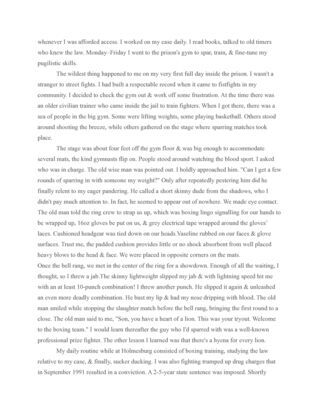 whenever I was afforded access. I worked on my case daily. I read books, talked to old timers
who knew the law. Monday–Friday I went to the prison's gym to spar, train, & fine-tune my
pugilistic skills.
The wildest thing happened to me on my very first full day inside the prison. I wasn't a
stranger to street fights. I had built a respectable record when it came to fistfights in my
community. I decided to check the gym out & work off some frustration. At the time there was
an older civilian trainer who came inside the jail to train fighters. When I got there, there was a
sea of people in the big gym. Some were lifting weights, some playing basketball. Others stood
around shooting the breeze, while others gathered on the stage where sparring matches took
place.
The stage was about four feet off the gym floor & was big enough to accommodate
several mats, the kind gymnasts flip on. People stood around watching the blood sport. I asked
who was in charge. The old wise man was pointed out. I boldly approached him. "Can I get a few
rounds of sparring in with someone my weight?" Only after repeatedly pestering him did he
finally relent to my eager pandering. He called a short skinny dude from the shadows, who I
didn't pay much attention to. In fact, he seemed to appear out of nowhere. We made eye contact.
The old man told the ring crew to strap us up, which was boxing lingo signalling for our hands to
be wrapped up, 16oz gloves be put on us, & grey electrical tape wrapped around the gloves'
laces. Cushioned headgear was tied down on our heads.Vaseline rubbed on our faces & glove
surfaces. Trust me, the padded cushion provides little or no shock absorbent from well placed
heavy blows to the head & face. We were placed in opposite corners on the mats.
Once the bell rang, we met in the center of the ring for a showdown. Enough of all the waiting, I
thought, so I threw a jab.The skinny lightweight slipped my jab & with lightning speed hit me
with an at least 10-punch combination! I threw another punch. He slipped it again & unleashed
an even more deadly combination. He bust my lip & had my nose dripping with blood. The old
man smiled while stopping the slaughter match before the bell rang, bringing the first round to a
close. The old man said to me, "Son, you have a heart of a lion. This was your tryout. Welcome
to the boxing team." I would learn thereafter the guy who I'd sparred with was a well-known
professional prize fighter. The other lesson I learned was that there's a hyena for every lion.
My daily routine while at Holmesburg consisted of boxing training, studying the law
relative to my case, & finally, sucker ducking. I was also fighting trumped up drug charges that
in September 1991 resulted in a conviction. A 2-5-year state sentence was imposed. Shortly